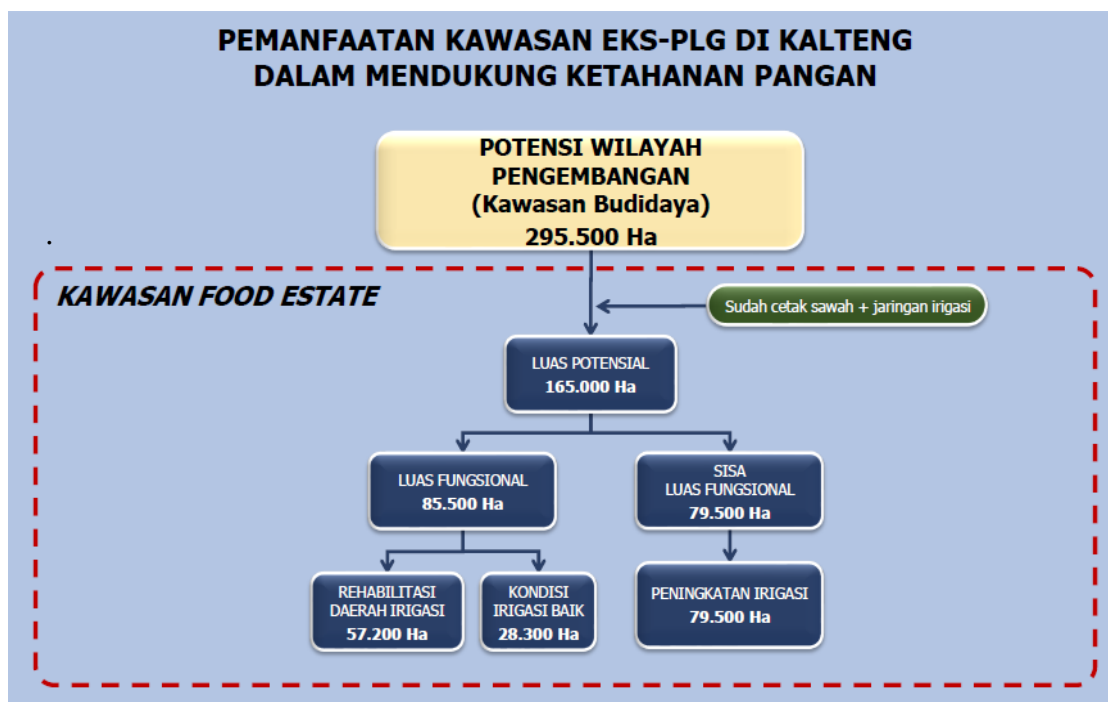 PEMANFAATAN KAWASAN EKS-PLG DI KALTENG
DALAM MENDUKUNG KETAHANAN PANGAN
POTENSI WILAYAH
PENGEMBANGAN
(Kawasan Budidaya)
295.500 Ha
KAWASAN FOOD ESTATE
Sudah cetak sawah + jaringan irigasi
LUAS POTENSIAL
165.000 Ha
LUAS FUNGSIONAL
85.500 Ha
SISA
LUAS FUNGSIONAL
79.500 Ha
REHABILITASI
DAERAH IRIGASI
57.200 Ha
KONDISI
IRIGASI BAIK
28.300 Ha
PENINGKATAN IRIGASI
79.500 Ha